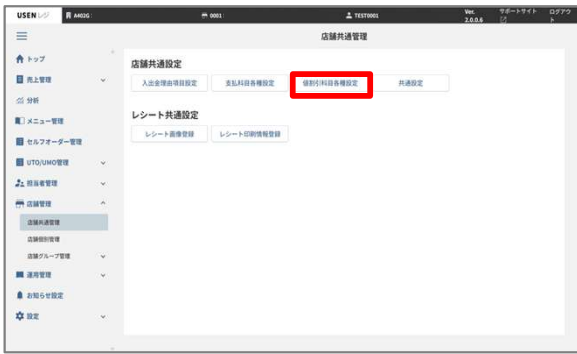 USEN レジ A402G 0001 TEST0001 Ver. 2.0.0.6 サポートサイト ログアウト
店舗共通管理
トップ
売上管理
分析
メニュー管理
セルフオーダー管理
UTO/UMO管理
担当者管理
店舗管理
店舗共通管理
店舗個別管理
店舗グループ管理
運用管理
お知らせ設定
設定
店舗共通設定
入出金理由項目設定 支払科目各種設定 値割引科目各種設定 共通設定
レシート共通設定
レシート画像登録 レシート印刷情報登録